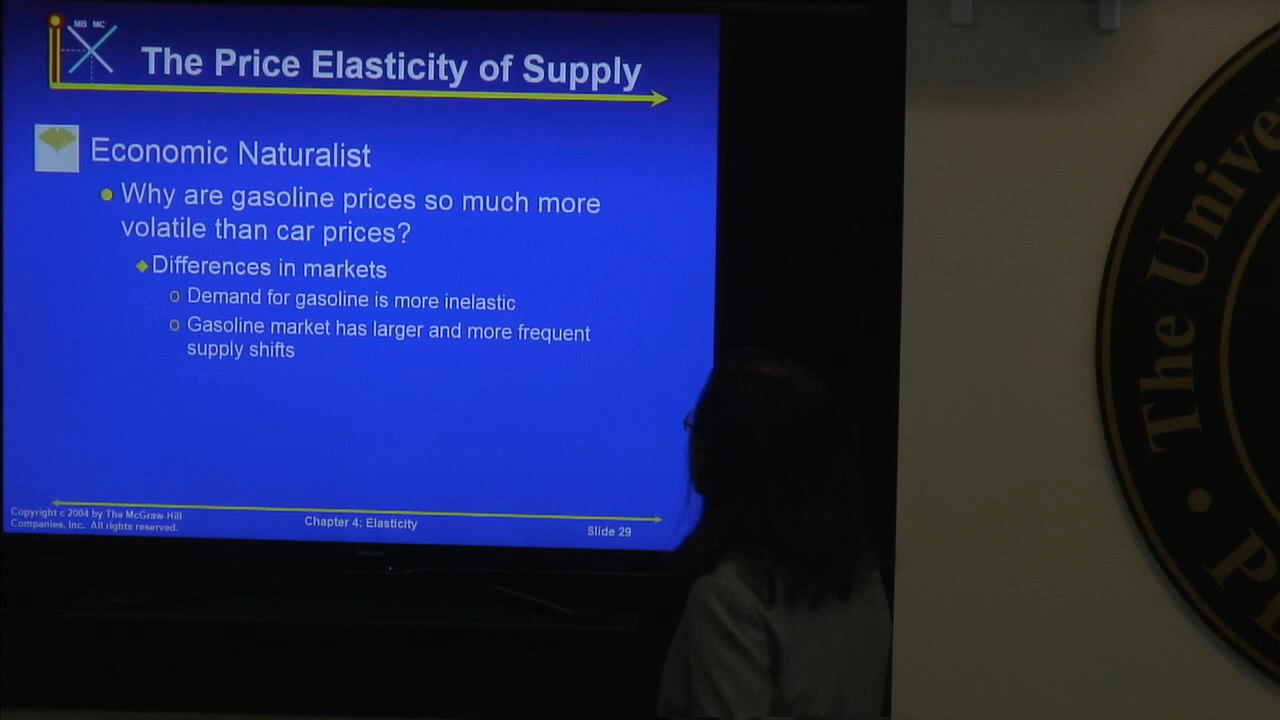 MB MC
The Price Elasticity of Supply
Economic Naturalist
Why are gasoline prices so much more
volatile than car prices?
Differences in markets
Demand for gasoline is more inelastic
Gasoline market has larger and more frequent
supply shifts
Copyright c 2004 by The McGraw-Hill
Companies, Inc. All rights reserved.
Chapter 4: Elasticity
Slide 29
The